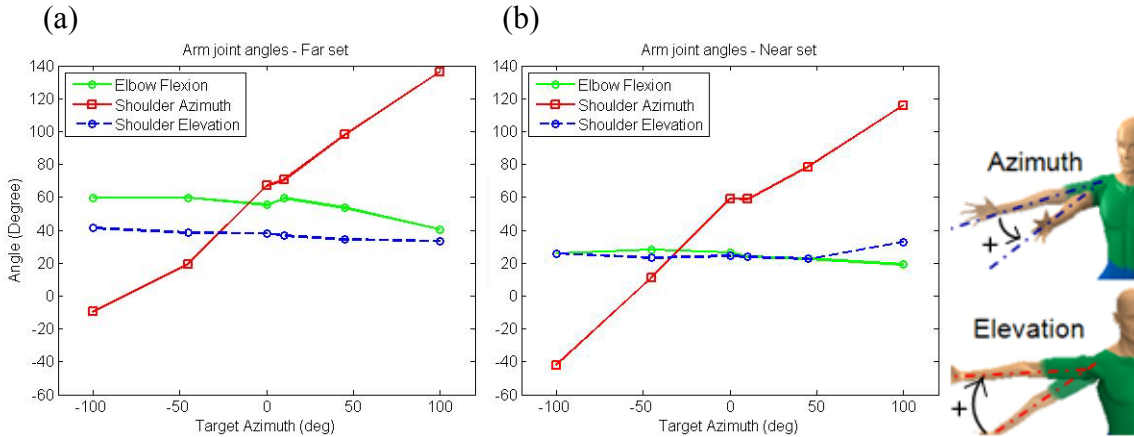 (a)
Arm joint angles - Far set
Elbow Flexion
Shoulder Azimuth
Shoulder Elevation
Angle (Degree)
140
120
100
80
60
40
20
0
-20
-40
-60
-100
-50
0
50
100
Target Azimuth (deg)
(b)
Arm joint angles - Near set
Elbow Flexion
Shoulder Azimuth
Shoulder Elevation
140
120
100
80
60
40
20
0
-20
-40
-60
-100
-50
0
50
100
Target Azimuth (deg)
Azimuth
+
Elevation
+